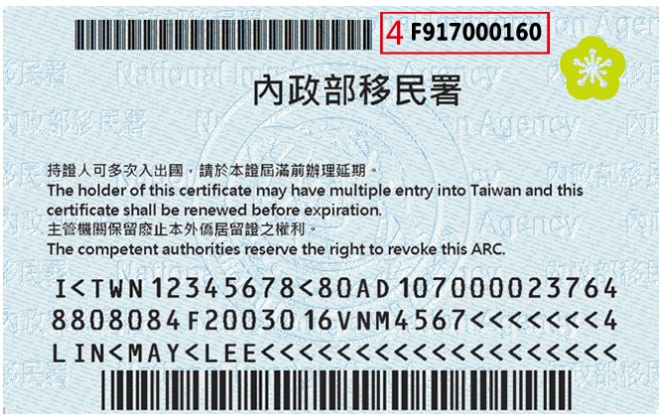 4 F917000160
內政部移民署
持證人可多次入出國，請於本證屆滿前辦理延期。
The holder of this certificate may have multiple entry into Taiwan and this
certificate shall be renewed before expiration.
主管機關保留廢止本外僑居留證之權利。
The competent authorities reserve the right to revoke this ARC.
I<TWN12345678<80AD107000023764
8808084F2003016VNM4567<<<<<<<4
LIN<MAY<LEE<<<<<<<<<<<<<<<<<<<